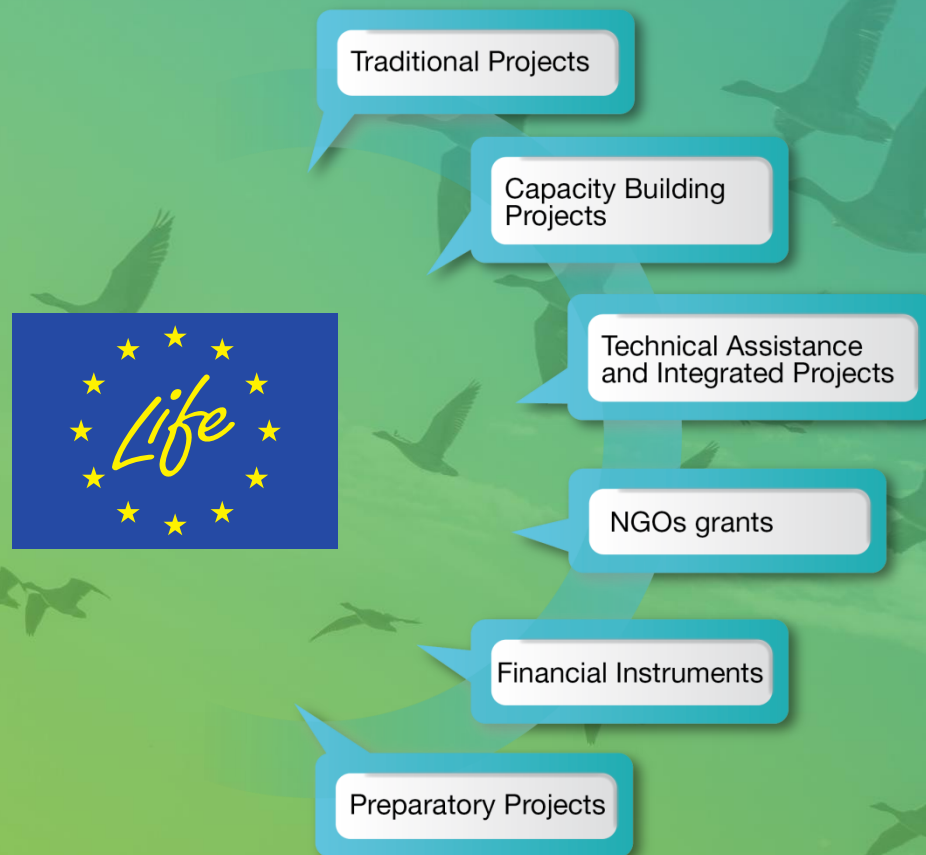 Traditional Projects
Capacity Building
Projects
Technical Assistance
and Integrated Projects
Life
NGOs grants
Financial Instruments
Preparatory Projects